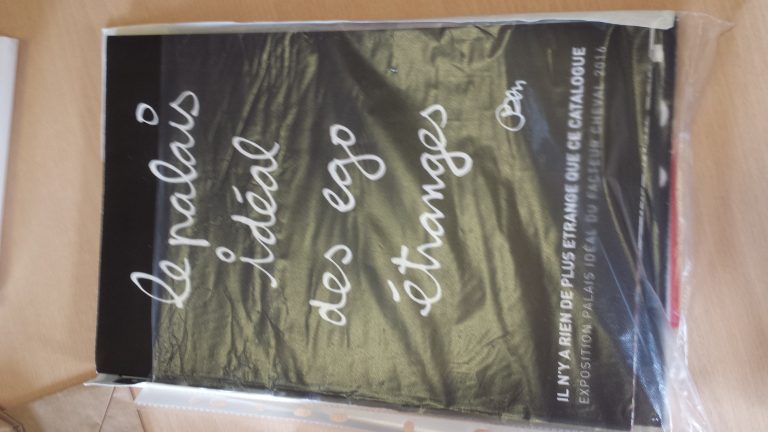 le palais
idéal
des ego
étranges
Ben
IL N'Y A RIEN DE PLUS ETRANGE QUE CE CATALOGUE
EXPOSITION PALAIS IDÉAL DU FACTEUR CHEVAL 2016